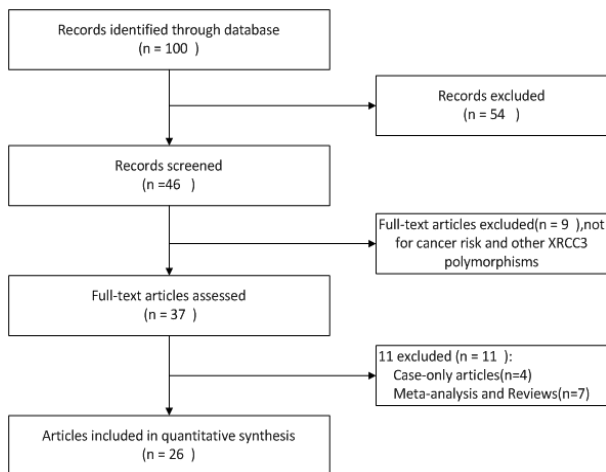 Records identified through database
(n = 100   )
Records excluded
(n = 54   )
Records screened
(n =46   )
Full-text articles excluded(n = 9   ),not
for cancer risk and other XRCC3
polymorphisms
Full-text articles assessed
(n = 37   )
11 excluded (n = 11   ):
Case-only articles(n=4)
Meta-analysis and Reviews(n=7)
Articles included in quantitative synthesis
(n = 26   )